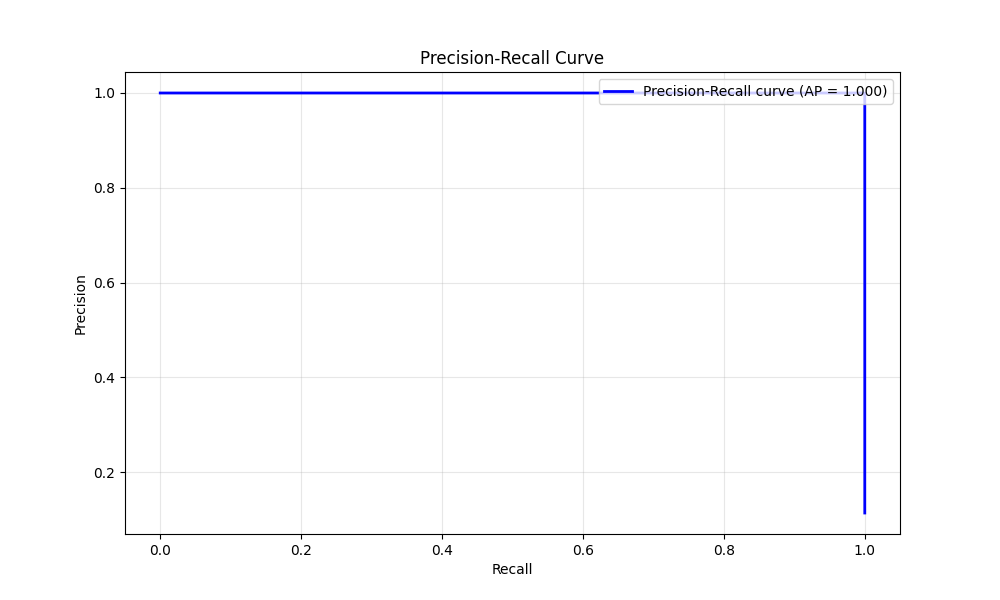 Precision-Recall Curve
Precision-Recall curve (AP = 1.000)
Precision
1.0
0.8
0.6
0.4
0.2
0.0 0.2 0.4 0.6 0.8 1.0
Recall